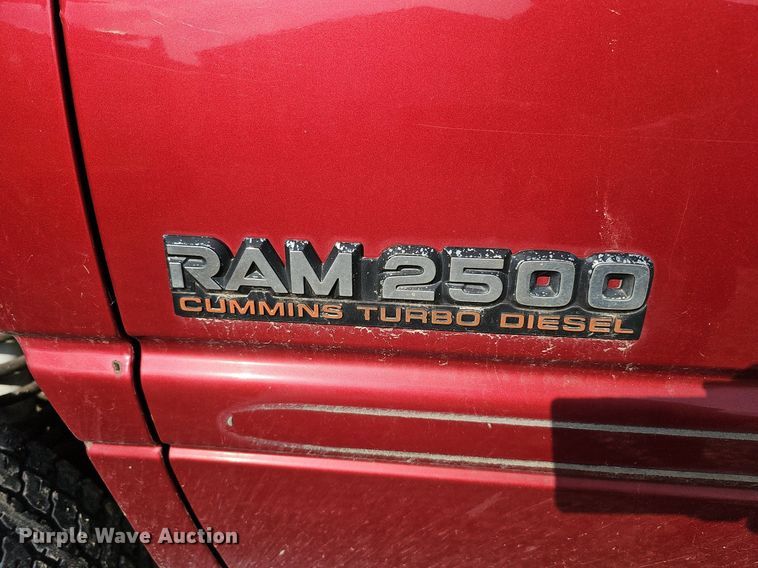 RAM 2500
CUMMINS TURBO DIESEL
Purple Wave Auction®